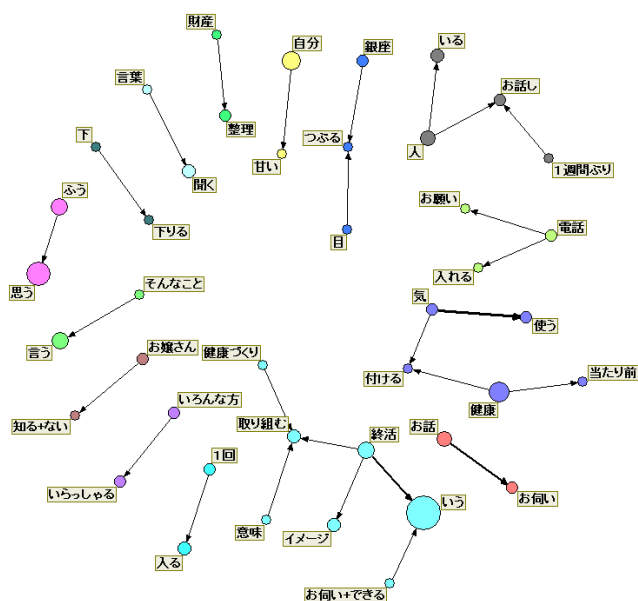 財産
自分
銀座
いる
言葉
お話し
整理
つぶる
人
下
甘い
1週間ぶり
聞く
お願い
ふう
電話
下りる
目
入れる
思う
そんなこと
気
使う
言う
お嬢さん
健康づくり
付ける
当たり前
いろんな方
健康
知る+ない
取り組む
終活
お話
1回
いらっしゃる
お伺い
いう
意味
イメージ
入る
お伺い+できる